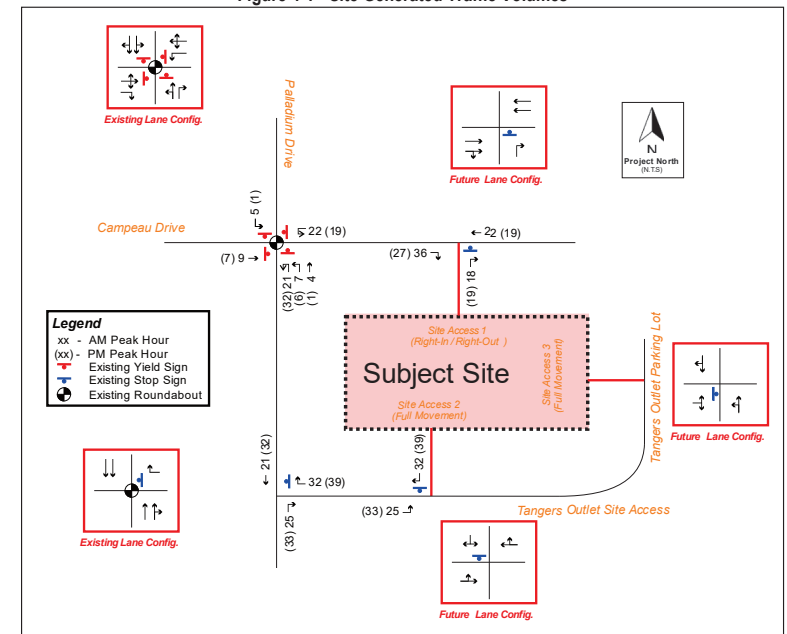 Figure 4-1 - Site Generated Traffic Volumes
Existing Lane Config.
Palladium Drive
Future Lane Config.
N
Project North
(N.T.S)
Campeau Drive
5 (1)
22 (19)
22 (19)
(7) 9
(27) 36
(19) 18
(32) 21
(6) 7
(1) 4
Legend
xx - AM Peak Hour
(xx) - PM Peak Hour
Existing Yield Sign
Existing Stop Sign
Existing Roundabout
Site Access 1
(Right-In / Right-Out )
Subject Site
Site Access 2
(Full Movement)
Site Access 3
(Full Movement)
Tangers Outlet Parking Lot
Future Lane Config.
21 (32)
32 (39)
32 (39)
(33) 25
(33) 25
Tangers Outlet Site Access
Existing Lane Config.
Future Lane Config.